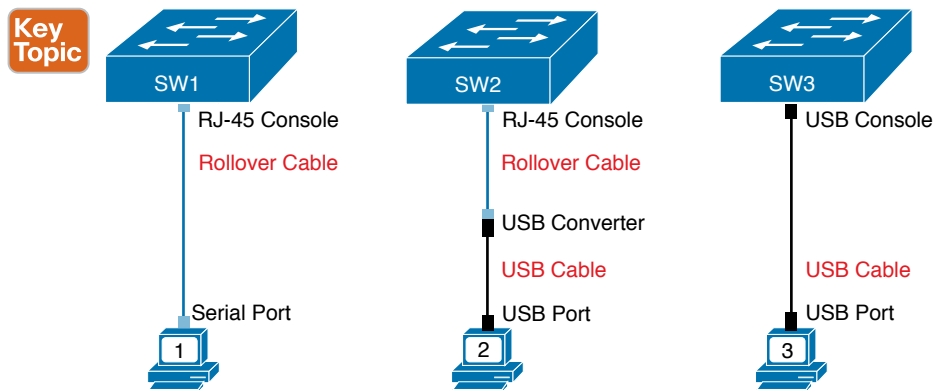 Key
Topic
SW1
SW2
SW3
RJ-45 Console
RJ-45 Console
USB Console
Rollover Cable
Rollover Cable
USB Converter
USB Cable
USB Cable
Serial Port
USB Port
USB Port
1
2
3